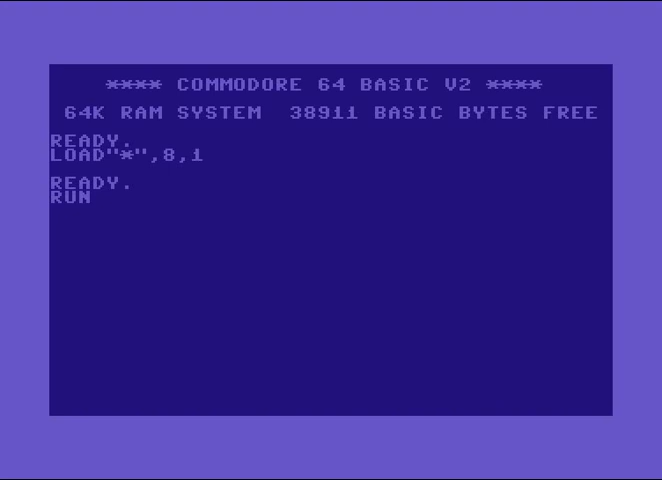 **** COMMODORE 64 BASIC V2 ****
64K RAM SYSTEM  38911 BASIC BYTES FREE
READY.
LOAD"*",8,1
READY.
RUN